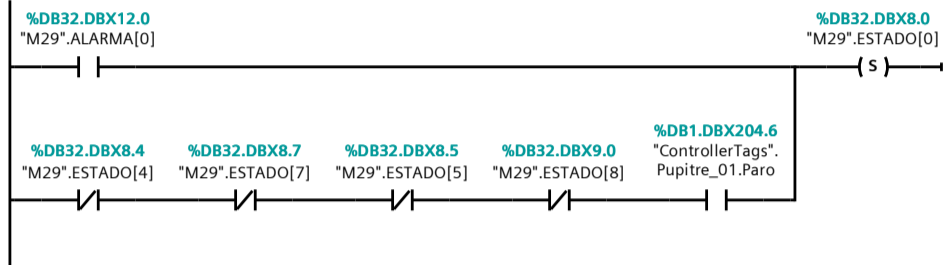 %DB32.DBX12.0
"M29".ALARMA[0]
%DB32.DBX8.0
"M29".ESTADO[0]
S
%DB32.DBX8.4
"M29".ESTADO[4]
%DB32.DBX8.7
"M29".ESTADO[7]
%DB32.DBX8.5
"M29".ESTADO[5]
%DB32.DBX9.0
"M29".ESTADO[8]
%DB1.DBX204.6
"ControllerTags".
Pupitre_01.Paro